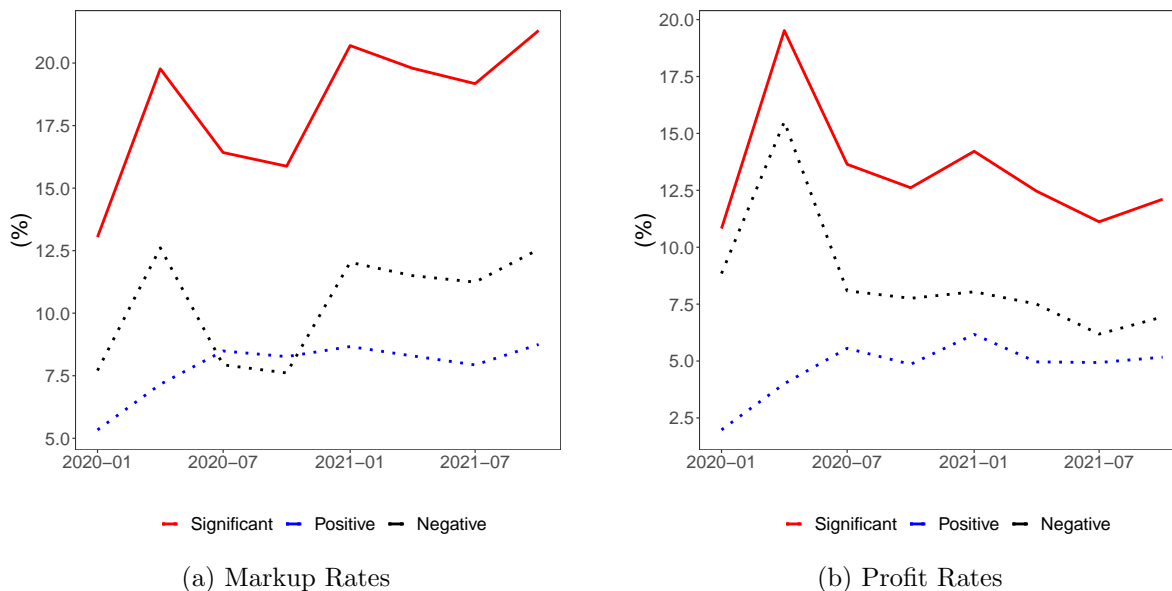 20.0
17.5
15.0
12.5
10.0
7.5
5.0
(%)
2020−01 2020−07 2021−01 2021−07
Significant Positive Negative
(a) Markup Rates
20.0
17.5
15.0
12.5
10.0
7.5
5.0
2.5
(%)
2020−01 2020−07 2021−01 2021−07
Significant Positive Negative
(b) Profit Rates